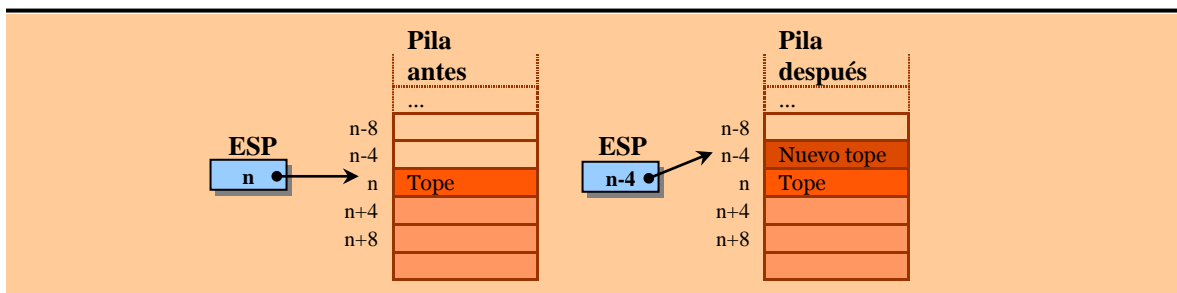 Pila
antes
...
n-8
n-4
n
n+4
n+8
ESP
n
Tope
Pila
después
...
n-8
n-4
n
n+4
n+8
ESP
n-4
Nuevo tope
Tope